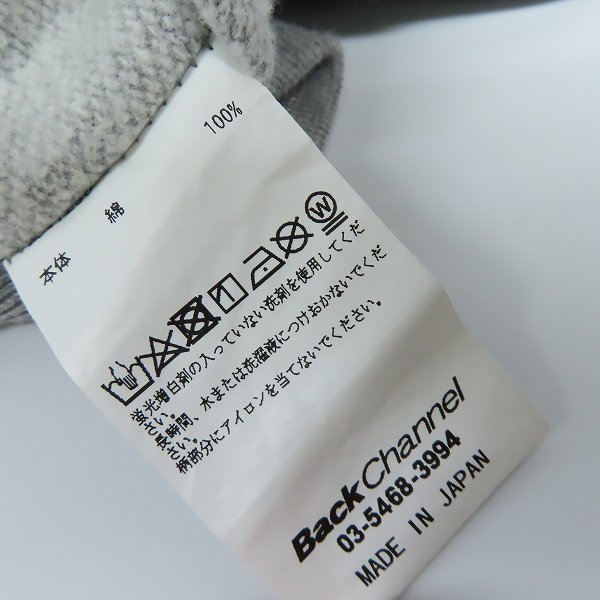 本体 綿 100%
蛍光増白剤の入っていない洗剤を使用してくだ
さい。
長時間、水または洗濯液につけおかないでくだ
さい。
柄部分にアイロンを当てないでください。
BackChannel
03-5468-3994
MADE IN JAPAN